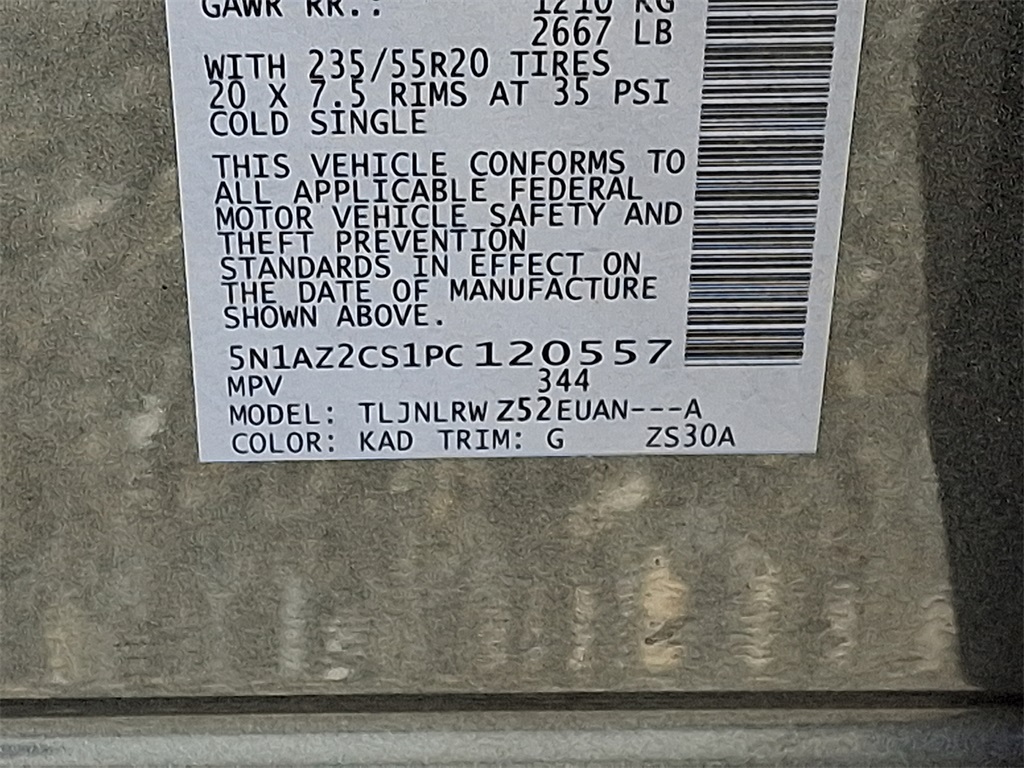 GAWR RR.: 1210 KG
2667 LB
WITH 235/55R20 TIRES
20 X 7.5 RIMS AT 35 PSI
COLD SINGLE
THIS VEHICLE CONFORMS TO
ALL APPLICABLE FEDERAL
MOTOR VEHICLE SAFETY AND
THEFT PREVENTION
STANDARDS IN EFFECT ON
THE DATE OF MANUFACTURE
SHOWN ABOVE.
5N1AZ2CS1PC120557
MPV 344
MODEL: TLJNLRWZ52EUAN---A
COLOR: KAD TRIM: G ZS30A